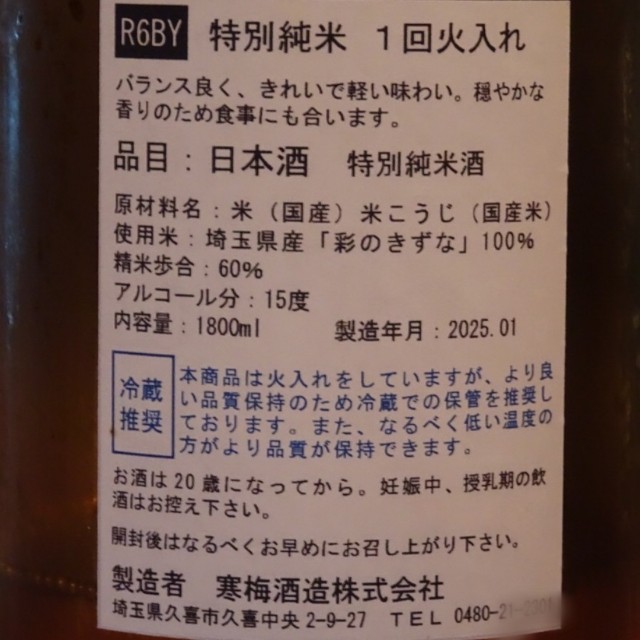 R6BY 特別純米 1回火入れ
バランス良く、きれいで軽い味わい。穏やかな
香りのため食事にも合います。
品目：日本酒 特別純米酒
原材料名：米（国産）米こうじ（国産米）
使用米：埼玉県産「彩のきずな」100%
精米歩合：60%
アルコール分：15度
内容量：1800ml 製造年月：2025.01
冷蔵
推奨
本商品は火入れをしていますが、より良
い品質保持のため冷蔵での保管を推奨し
ております。また、なるべく低い温度の
方がより品質が保持できます。
お酒は20歳になってから。妊娠中、授乳期の飲
酒はお控え下さい。
開封後はなるべくお早めにお召し上がり下さい。
製造者 寒梅酒造株式会社
埼玉県久喜市久喜中央2-9-27 TEL 0480-21-2301